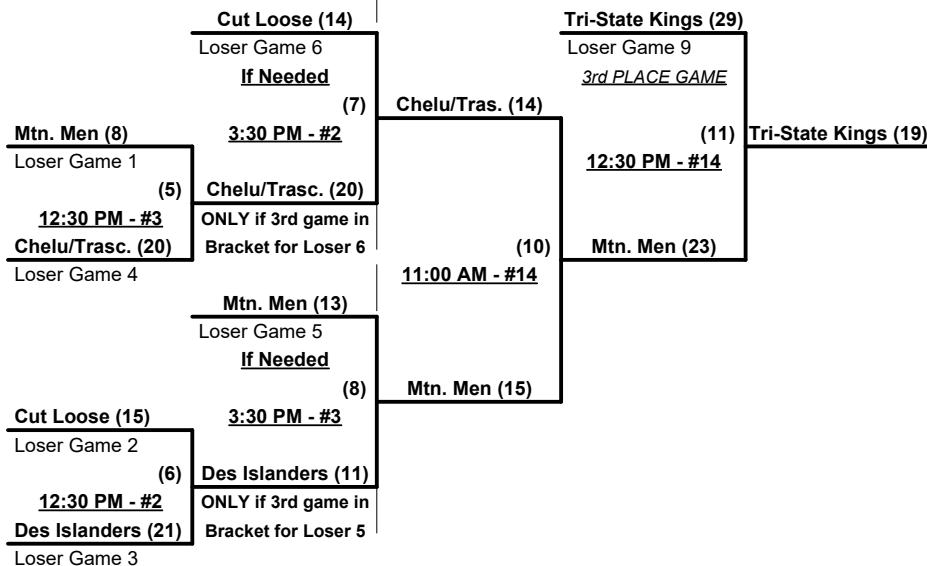 Cut Loose (14)
Loser Game 6
If Needed
(7)
3:30 PM - #2
Mtn. Men (8)
Loser Game 1
(5)
12:30 PM - #3
Chelu/Trasc. (20)
Loser Game 4
Chelu/Trasc. (20)
ONLY if 3rd game in
Bracket for Loser 6
Chelu/Tras. (14)
(10)
11:00 AM - #14
Mtn. Men (13)
Loser Game 5
If Needed
(8)
3:30 PM - #3
Mtn. Men (15)
Cut Loose (15)
Loser Game 2
(6)
12:30 PM - #2
Des Islanders (21)
Loser Game 3
Des Islanders (11)
ONLY if 3rd game in
Bracket for Loser 5
Tri-State Kings (29)
Loser Game 9
3rd PLACE GAME
(11)
12:30 PM - #14
Mtn. Men (23)
Tri-State Kings (19)